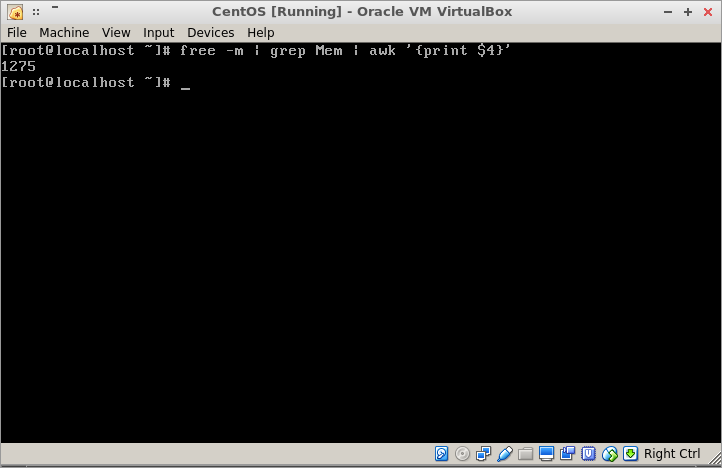 CentOS [Running] - Oracle VM VirtualBox
File Machine View Input Devices Help
[root@localhost ~]# free -m | grep Mem | awk '{print $4}'
1275
[root@localhost ~]# _
Right Ctrl